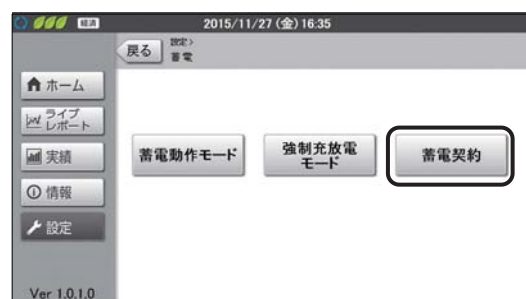 経済 2015/11/27 (金) 16:35
戻る 設定>
蓄電
ホーム
ライブ
レポート
実績
情報
設定
蓄電動作モード
強制充放電
モード
蓄電契約
Ver 1.0.1.0